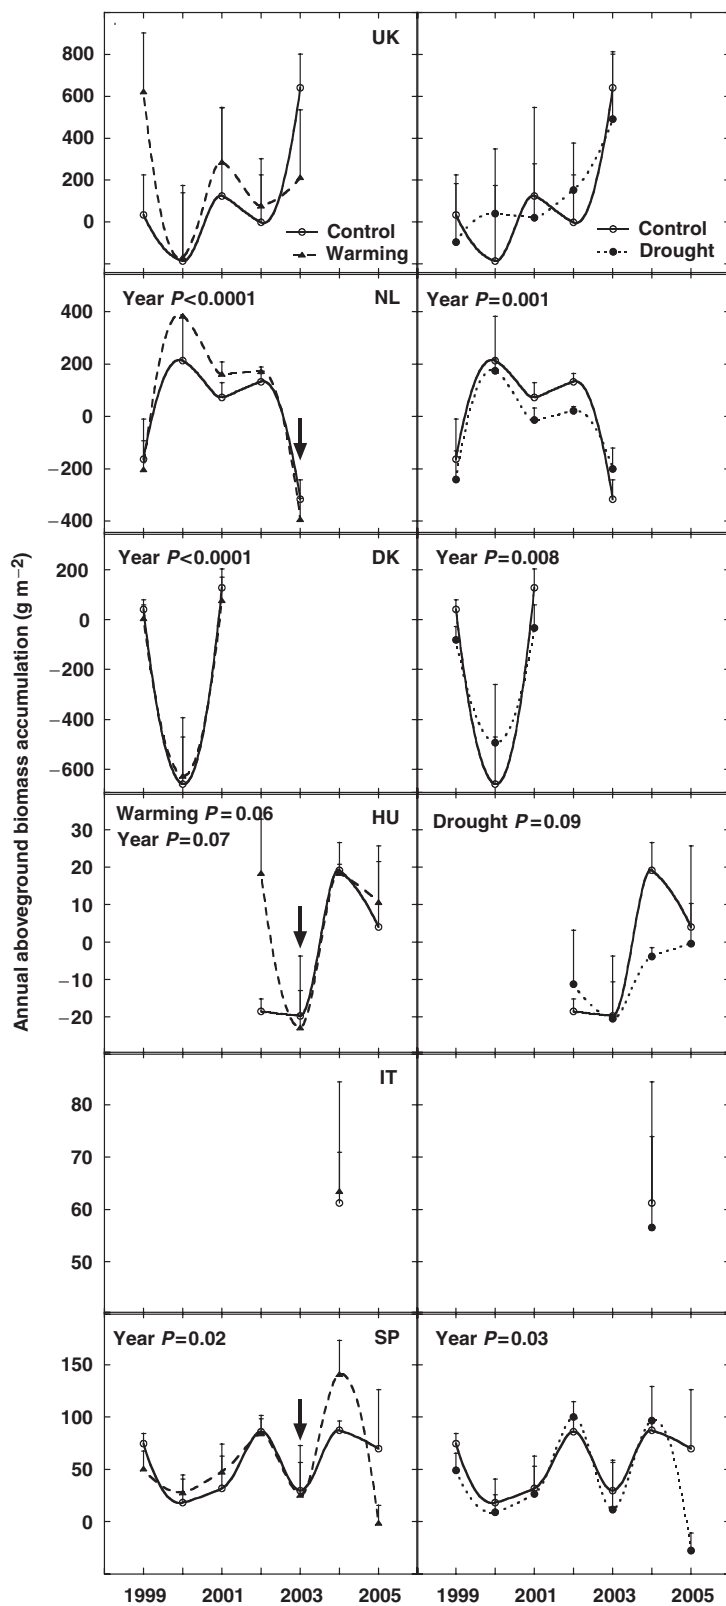 Annual aboveground biomass accumulation (g m⁻²)
UK
800
600
400
200
0
Control
Warming
Control
Drought
Year P<0.0001
NL
Year P=0.001
400
200
0
−200
−400
Year P<0.0001
DK
Year P=0.008
200
0
−200
−400
−600
Warming P=0.06
Year P=0.07
HU
Drought P=0.09
30
20
10
0
−10
−20
IT
80
70
60
50
Year P=0.02
SP
Year P=0.03
150
100
50
0
1999 2001 2003 2005 1999 2001 2003 2005